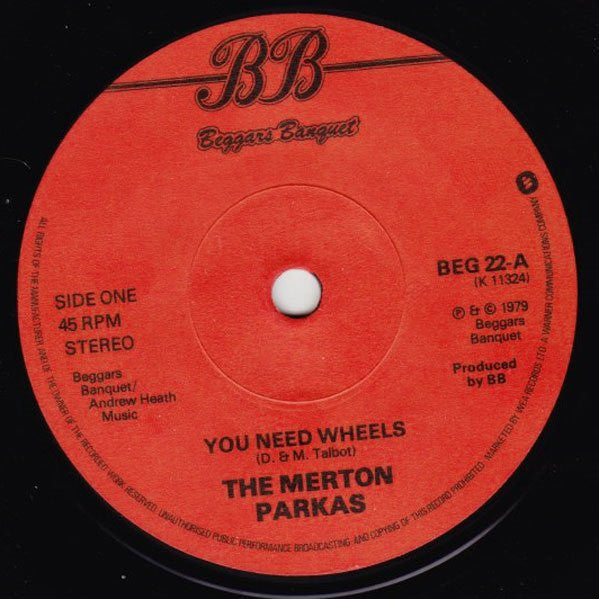 BB
Beggars Banquet
SIDE ONE
45 RPM
STEREO
Beggars
Banquet/
Andrew Heath
Music
BEG 22-A
(K 11324)
℗ & © 1979
Beggars
Banquet
Produced
by BB
YOU NEED WHEELS
(D. & M. Talbot)
THE MERTON
PARKAS
ALL RIGHTS OF THE MANUFACTURER AND OF THE OWNER OF THE RECORDED WORK RESERVED. UNAUTHORISED PUBLIC PERFORMANCE BROADCASTING AND COPYING OF THIS RECORD PROHIBITED · MARKETED BY WEA RECORDS LTD. A WARNER COMMUNICATIONS COMPANY